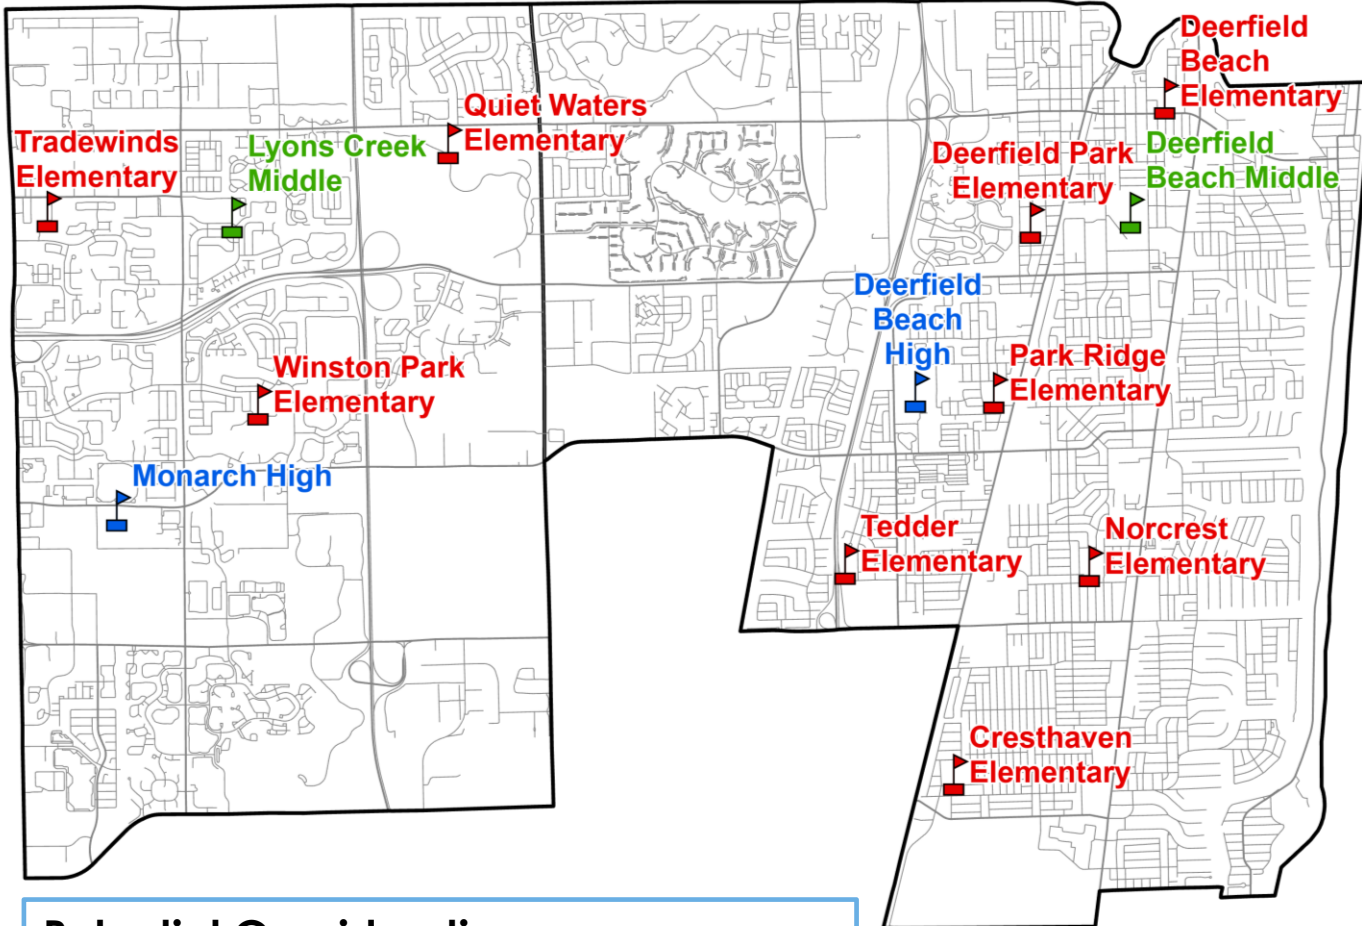 Deerfield
Beach
Elementary
Quiet Waters
Elementary
Tradewinds
Elementary
Lyons Creek
Middle
Deerfield Park
Elementary
Deerfield
Beach Middle
Deerfield
Beach
High
Winston Park
Elementary
Park Ridge
Elementary
Monarch High
Tedder
Elementary
Norcrest
Elementary
Cresthaven
Elementary